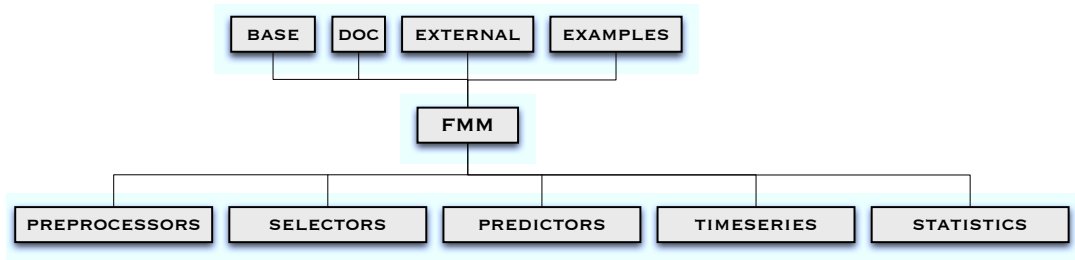 BASE DOC EXTERNAL EXAMPLES
FMM
PREPROCESSORS SELECTORS PREDICTORS TIMESERIES STATISTICS